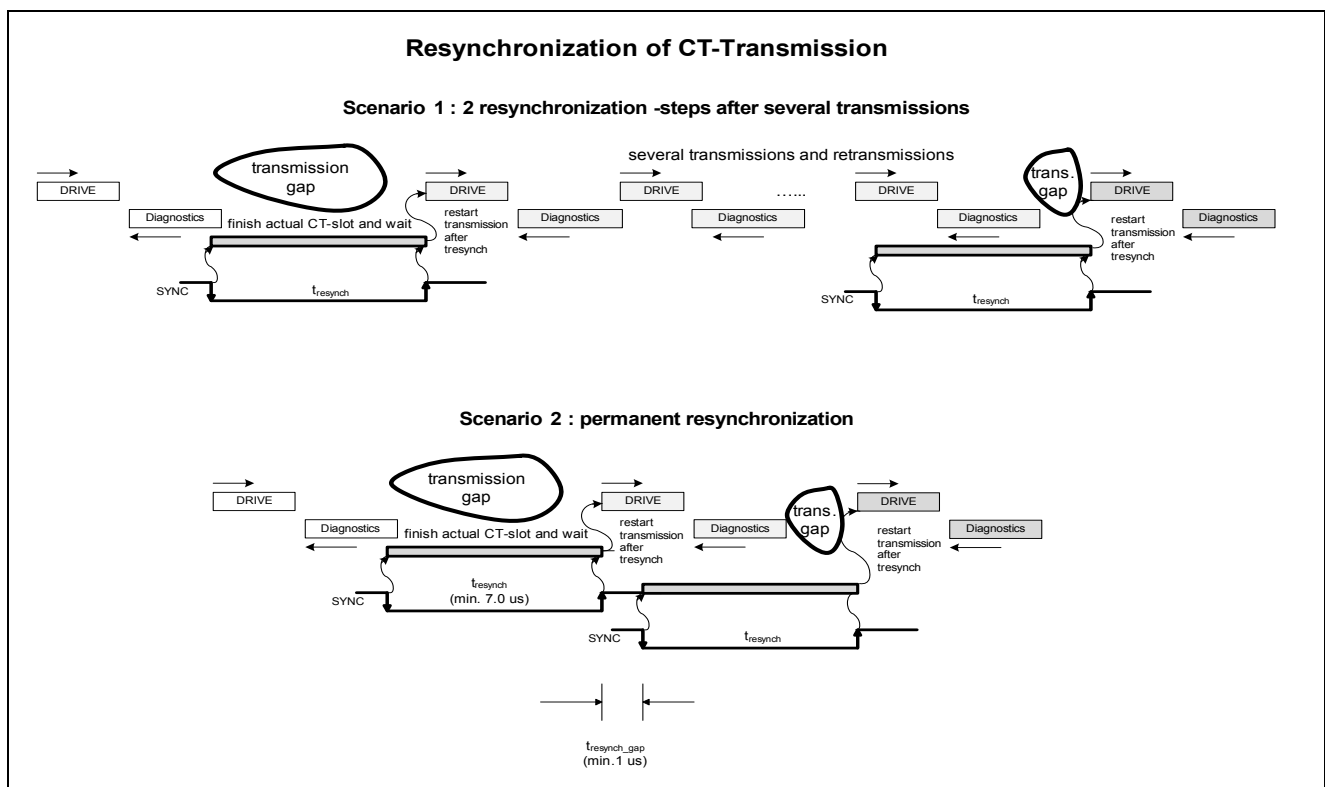 Resynchronization of CT-Transmission
Scenario 1 : 2 resynchronization -steps after several transmissions
transmission
gap
several transmissions and retransmissions
trans.
gap
DRIVE
DRIVE
DRIVE
......
DRIVE
DRIVE
Diagnostics
finish actual CT-slot and wait
restart
transmission
after
tresynch
Diagnostics
Diagnostics
Diagnostics
restart
transmission
after
tresynch
Diagnostics
SYNC
tresynch
SYNC
tresynch
Scenario 2 : permanent resynchronization
transmission
gap
trans.
gap
DRIVE
DRIVE
DRIVE
Diagnostics
finish actual CT-slot and wait
restart
transmission
after
tresynch
Diagnostics
restart
transmission
after
tresynch
Diagnostics
SYNC
tresynch
(min. 7.0 us)
SYNC
tresynch
tresynch_gap
(min.1 us)